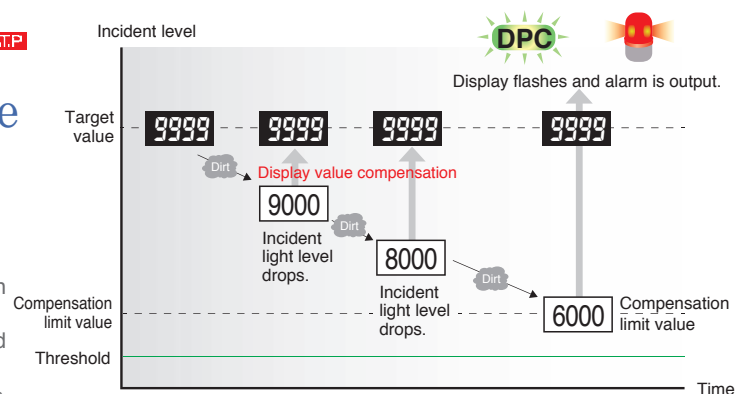 Incident level
DPC
T.P
Display flashes and alarm is output.
e
Target
value
9999 9999 9999 9999
Dirt
Display value compensation
9000
Dirt
Incident
light level
drops.
8000
Dirt
Incident
light level
drops.
6000
Compensation
limit value
Compensation
limit value
Threshold
Time